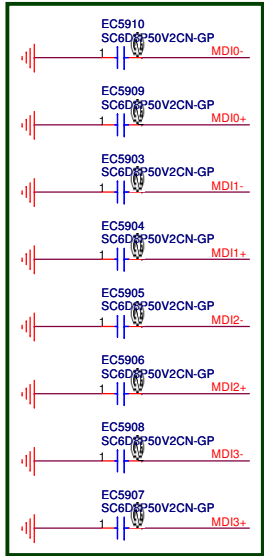 EC5910
SC6D8P50V2CN-GP
1 MDI0-
EC5909
SC6D8P50V2CN-GP
1 MDI0+
EC5903
SC6D8P50V2CN-GP
1 MDI1-
EC5904
SC6D8P50V2CN-GP
1 MDI1+
EC5905
SC6D8P50V2CN-GP
1 MDI2-
EC5906
SC6D8P50V2CN-GP
1 MDI2+
EC5908
SC6D8P50V2CN-GP
1 MDI3-
EC5907
SC6D8P50V2CN-GP
1 MDI3+